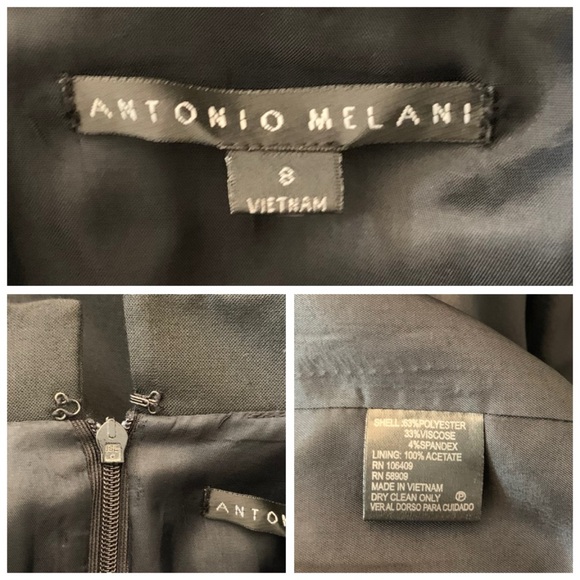 ANTONIO MELANI
8
VIETNAM
ANTO
SHELL:63%POLYESTER
33%VISCOSE
4%SPANDEX
LINING: 100% ACETATE
RN 106409
RN 58909
MADE IN VIETNAM
DRY CLEAN ONLY Ⓟ
VER AL DORSO PARA CUIDADO